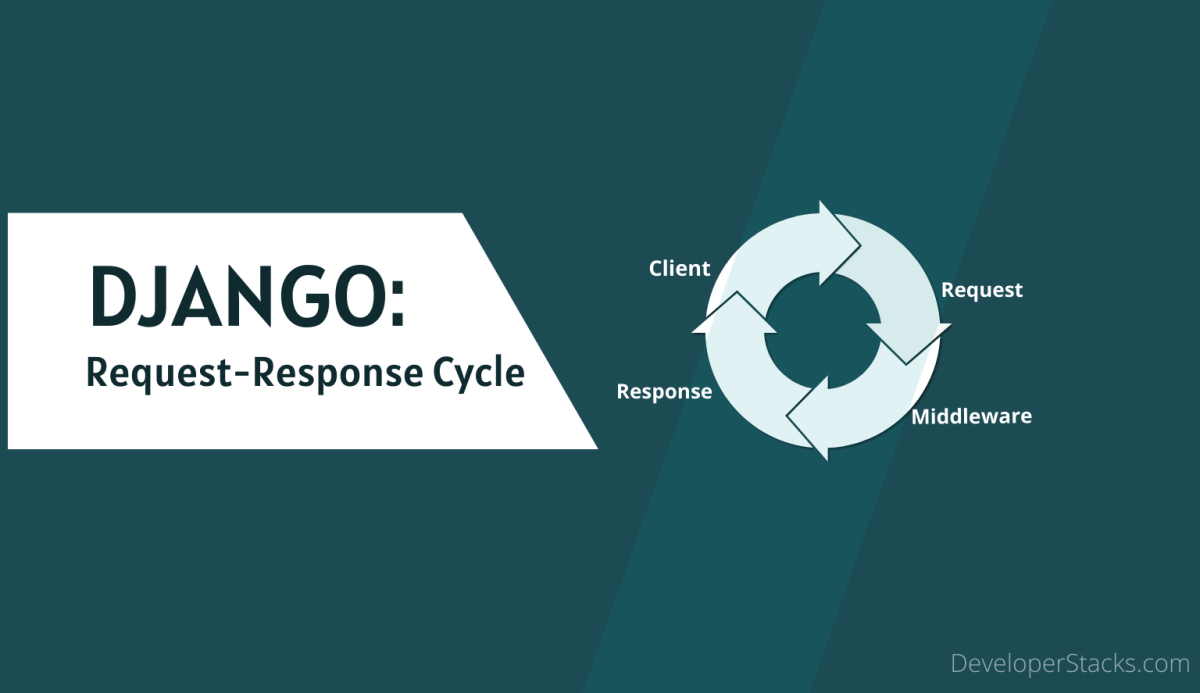 DJANGO:
Request-Response Cycle
Client
Request
Response
Middleware
DeveloperStacks.com